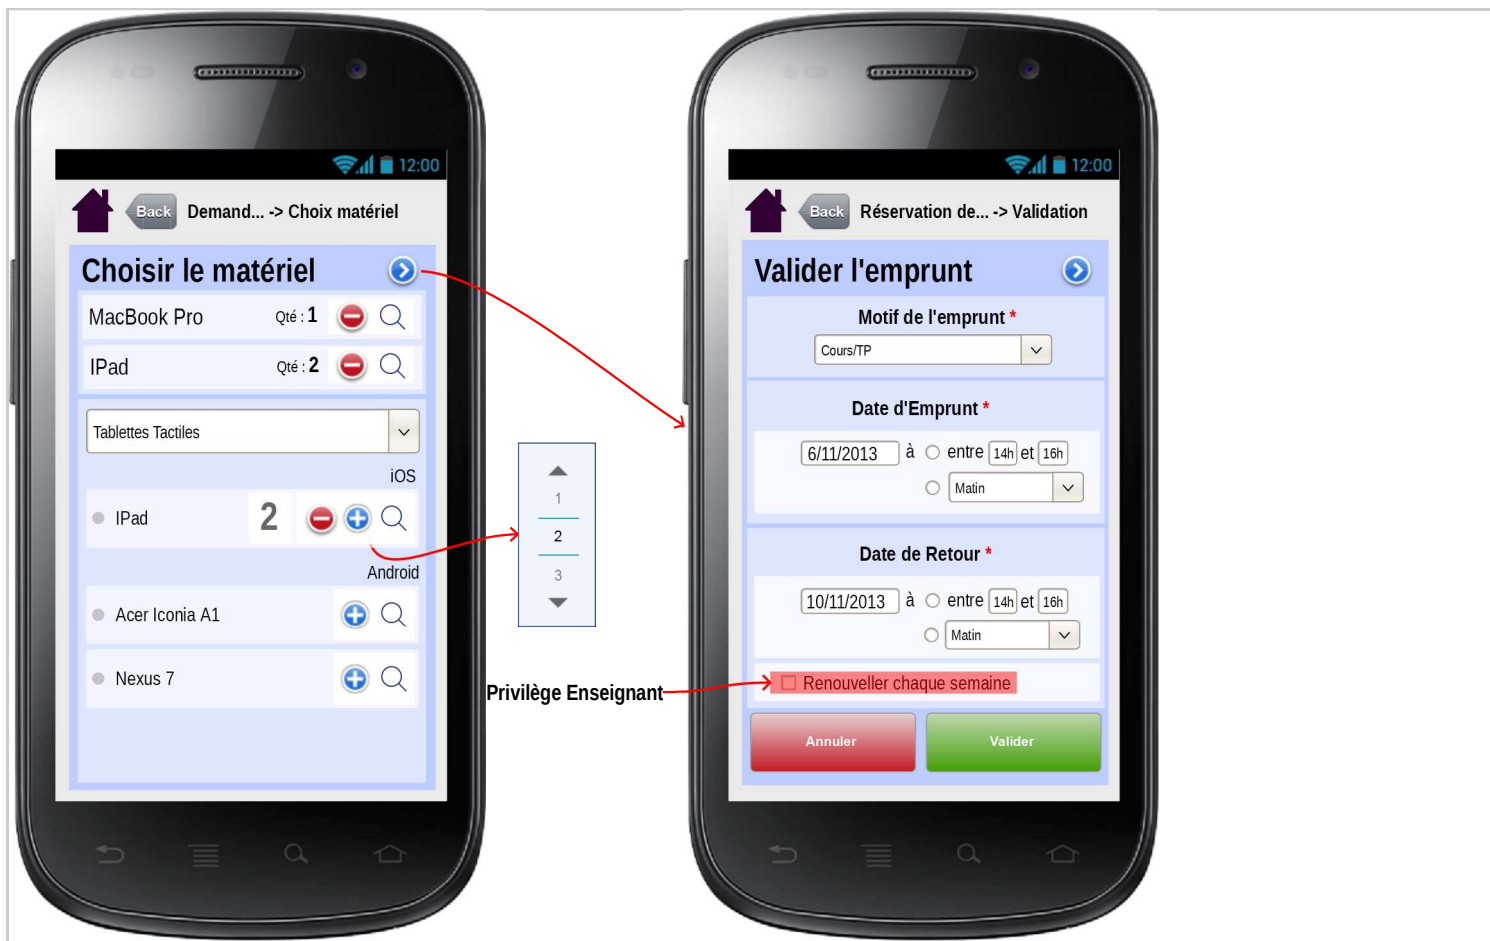 12:00
Back Demand... -> Choix matériel
Choisir le matériel
MacBook Pro Qté : 1
IPad Qté : 2
Tablettes Tactiles
iOS
IPad 2
Android
Acer Iconia A1
Nexus 7
1
2
3
Privilège Enseignant
12:00
Back Réservation de... -> Validation
Valider l'emprunt
Motif de l'emprunt *
Cours/TP
Date d'Emprunt *
6/11/2013 à entre 14h et 16h
Matin
Date de Retour *
10/11/2013 à entre 14h et 16h
Matin
Renouveller chaque semaine
Annuler Valider